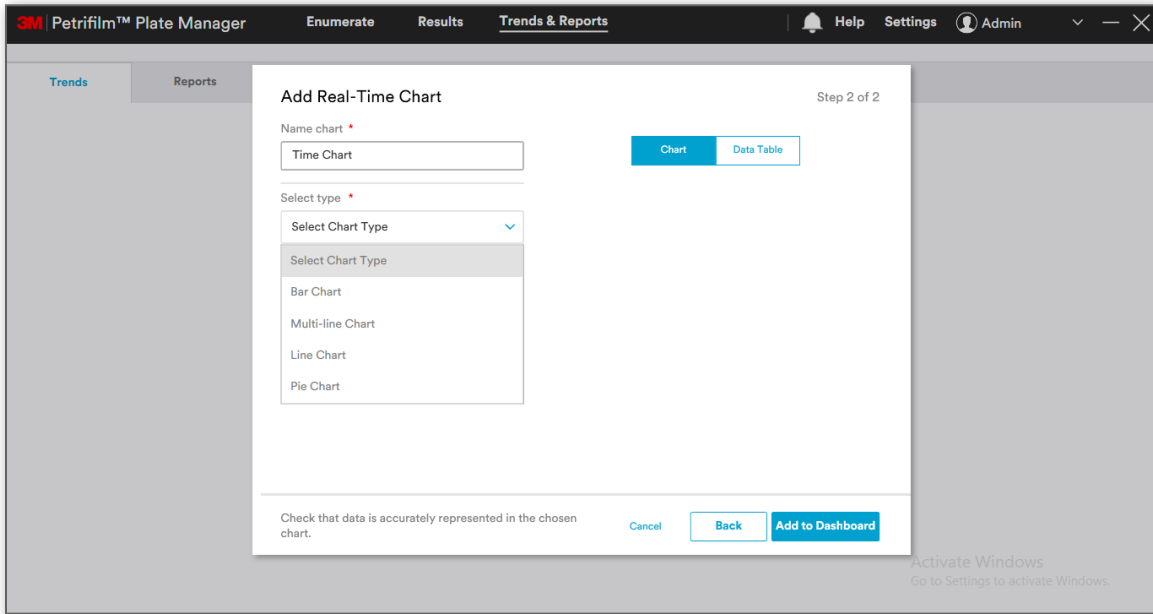 3M Petrifilm™ Plate Manager Enumerate Results Trends & Reports Help Settings Admin
Trends Reports
Add Real-Time Chart Step 2 of 2
Name chart *
Time Chart
Chart Data Table
Select type *
Select Chart Type
Select Chart Type
Bar Chart
Multi-line Chart
Line Chart
Pie Chart
Check that data is accurately represented in the chosen
chart.
Cancel Back Add to Dashboard
Activate Windows
Go to Settings to activate Windows.